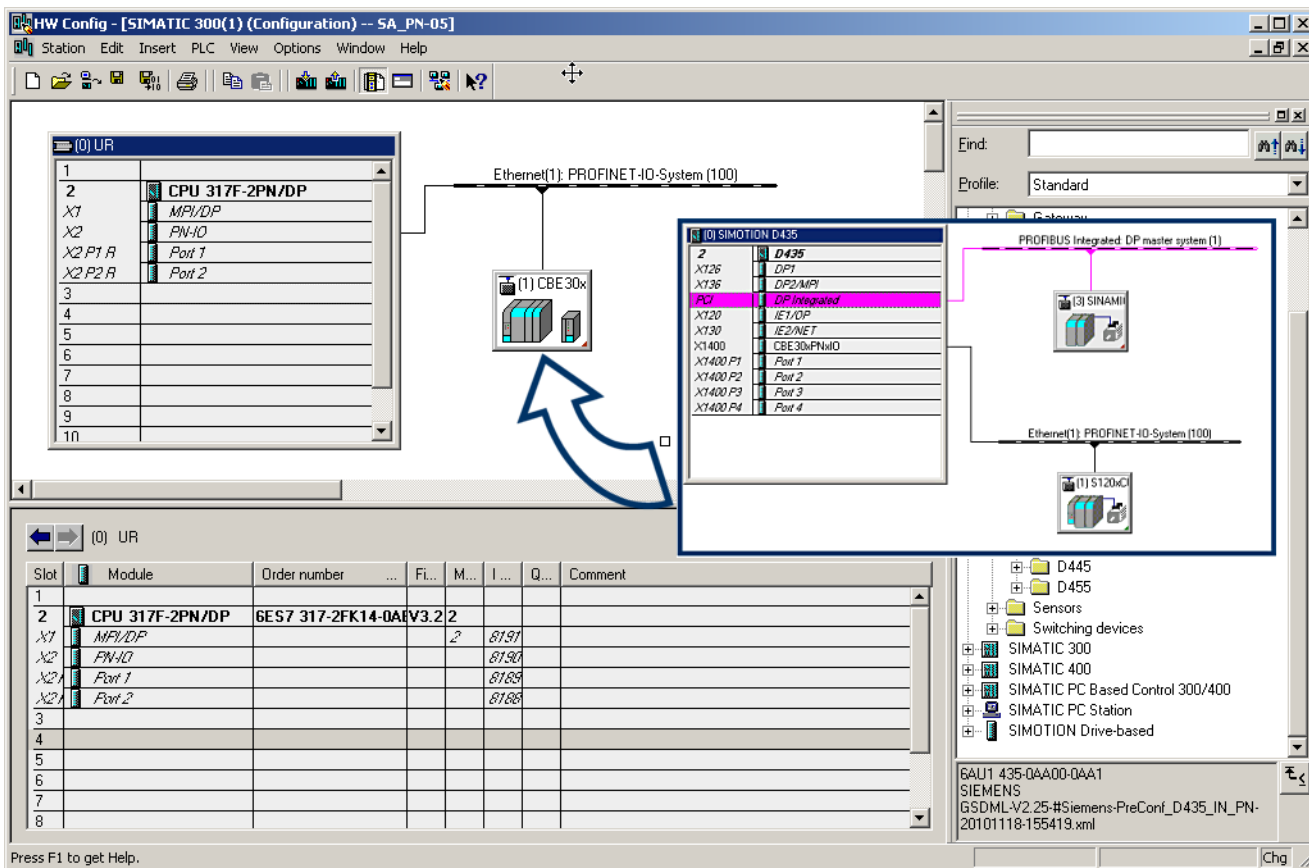 HW Config - [SIMATIC 300(1) (Configuration) -- SA_PN-05]
Station Edit Insert PLC View Options Window Help
(0) UR
1
2 CPU 317F-2PN/DP
X1 MPI/DP
X2 PN-IO
X2 P1 R Port 1
X2 P2 R Port 2
3
4
5
6
7
8
9
10
Ethernet(1): PROFINET-IO-System (100)
(1) CBE30x
(0) SIMOTION D435
2 D435
X126 DP1
X136 DP2/MPI
PCI DP Integrated
X120 IE1/OP
X130 IE2/NET
X1400 CBE30xPNxIO
X1400 P1 Port 1
X1400 P2 Port 2
X1400 P3 Port 3
X1400 P4 Port 4
PROFIBUS Integrated: DP master system (1)
(3) SINAMI
Ethernet(1): PROFINET-IO-System (100)
(1) S120xC
Find:
Profile: Standard
Gateway
D445
D455
Sensors
Switching devices
SIMATIC 300
SIMATIC 400
SIMATIC PC Based Control 300/400
SIMATIC PC Station
SIMOTION Drive-based
6AU1 435-0AA00-0AA1
SIEMENS
GSDML-V2.25-#Siemens-PreConf_D435_IN_PN-
20101118-155419.xml
(0) UR
Slot Module Order number ... Fi... M... I ... Q... Comment
1
2 CPU 317F-2PN/DP 6ES7 317-2FK14-0AB V3.2 2
X1 MPI/DP 2 8191
X2 PN-IO 8190
X2 Port 1 8189
X2 Port 2 8188
3
4
5
6
7
8
Press F1 to get Help.
Chg